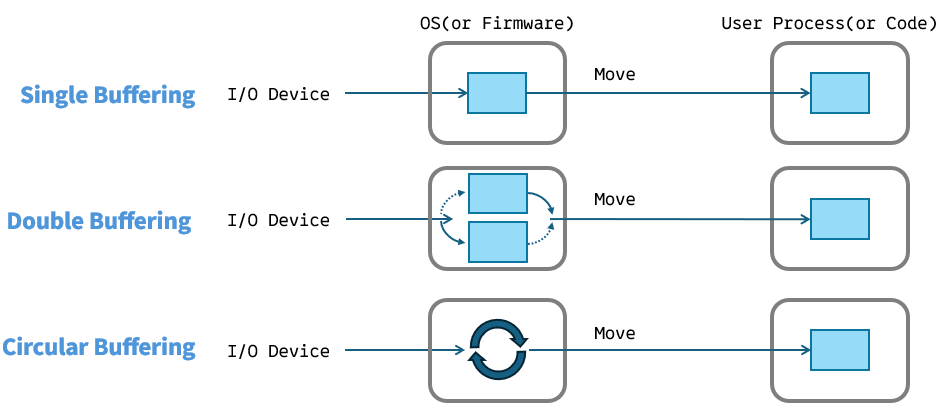 OS(or Firmware)
User Process(or Code)
Single Buffering
I/O Device
Move
Double Buffering
I/O Device
Move
Circular Buffering
I/O Device
Move